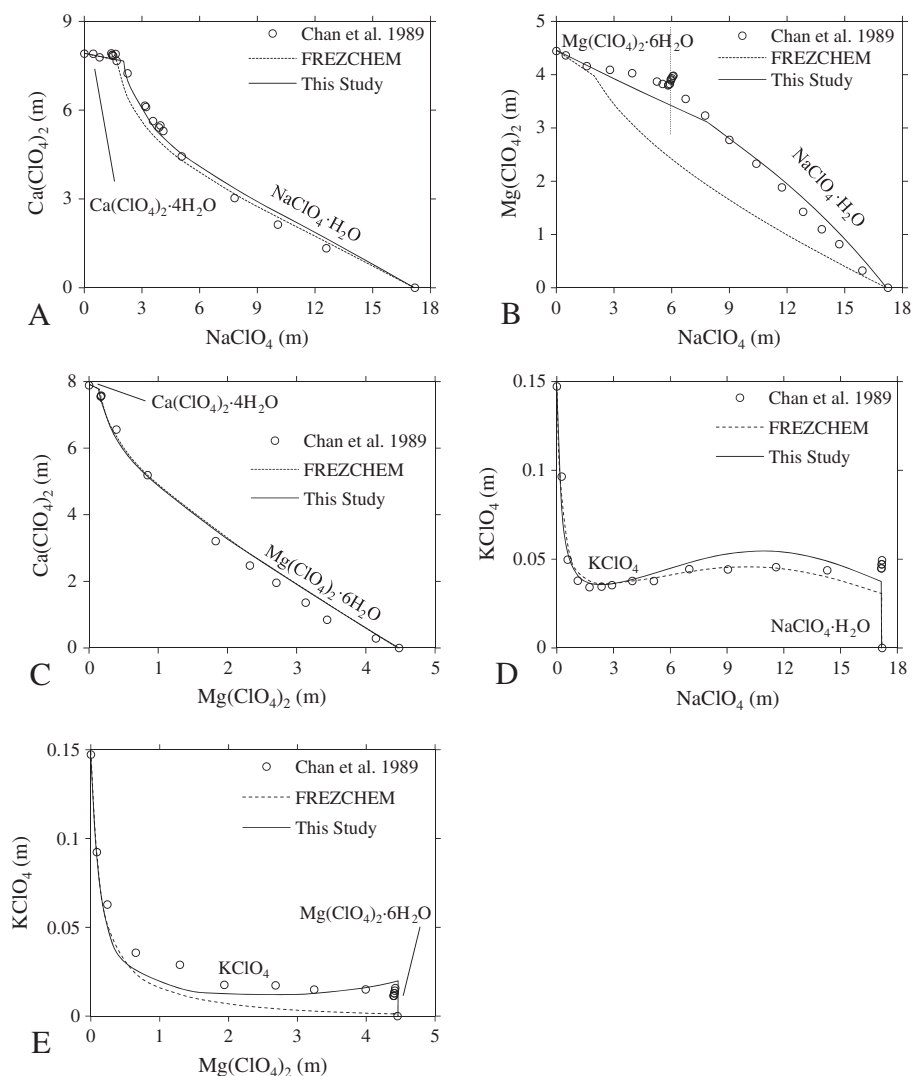 9
6
3
0
Ca(ClO₄)₂ (m)
Chan et al. 1989
FREZCHEM
This Study
Ca(ClO₄)₂·4H₂O
NaClO₄·H₂O
0 3 6 9 12 15 18
NaClO₄ (m)
A
5
4
3
2
1
0
Mg(ClO₄)₂ (m)
Mg(ClO₄)₂·6H₂O
Chan et al. 1989
FREZCHEM
This Study
NaClO₄·H₂O
0 3 6 9 12 15 18
NaClO₄ (m)
B
8
6
4
2
0
Ca(ClO₄)₂ (m)
Ca(ClO₄)₂·4H₂O
Chan et al. 1989
FREZCHEM
This Study
Mg(ClO₄)₂·6H₂O
0 1 2 3 4 5
Mg(ClO₄)₂ (m)
C
0.15
0.1
0.05
0
KClO₄ (m)
Chan et al. 1989
FREZCHEM
This Study
KClO₄
NaClO₄·H₂O
0 3 6 9 12 15 18
NaClO₄ (m)
D
0.15
0.1
0.05
0
KClO₄ (m)
Chan et al. 1989
FREZCHEM
This Study
Mg(ClO₄)₂·6H₂O
KClO₄
0 1 2 3 4 5
Mg(ClO₄)₂ (m)
E